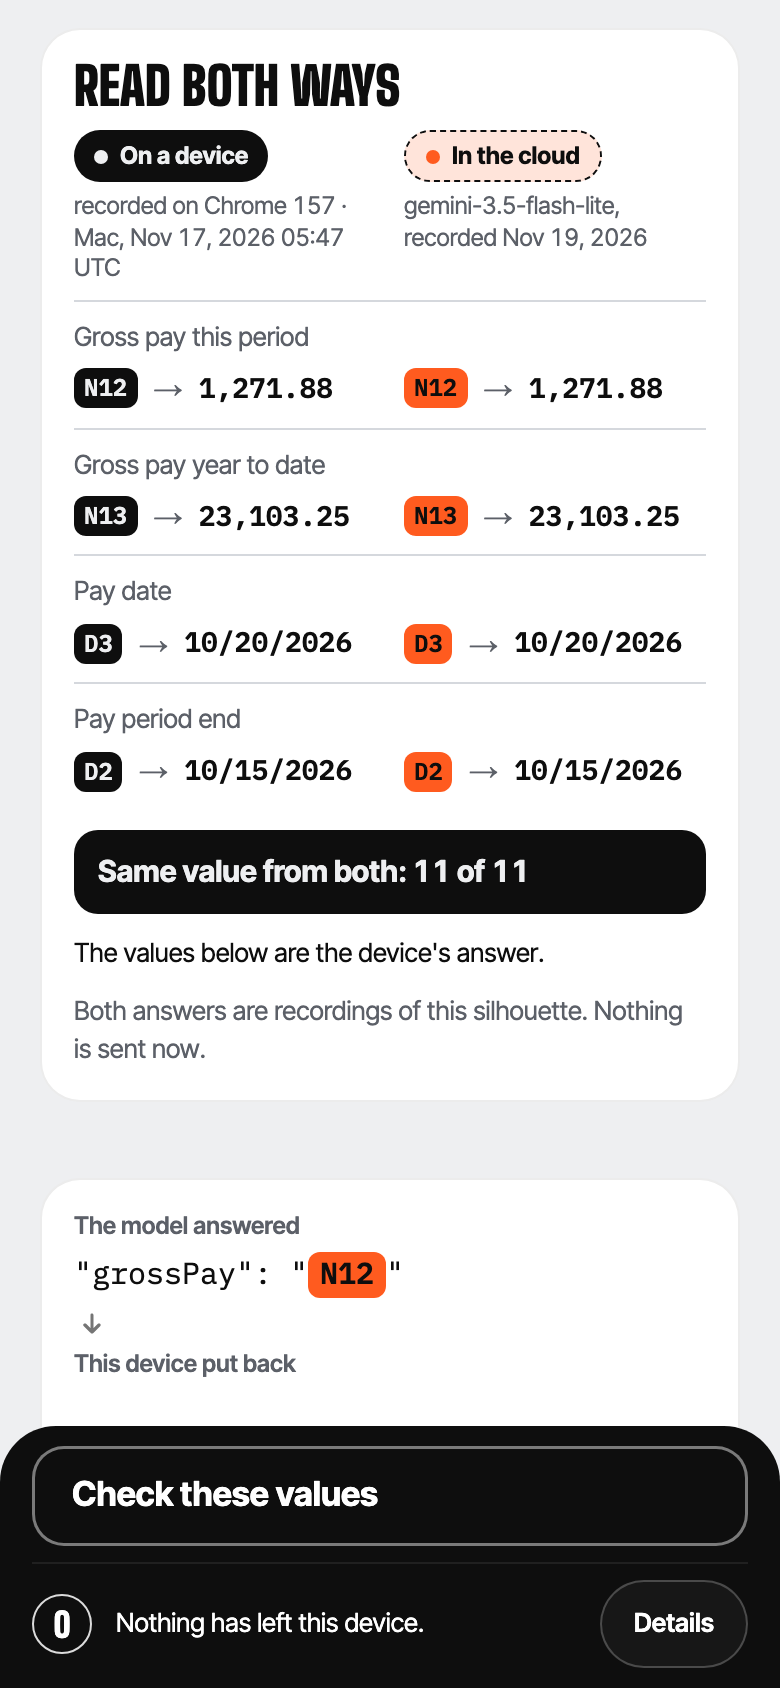 READ BOTH WAYS
On a device
recorded on Chrome 157 ·
Mac, Nov 17, 2026 05:47
UTC
In the cloud
gemini-3.5-flash-lite,
recorded Nov 19, 2026
Gross pay this period
N12 → 1,271.88 N12 → 1,271.88
Gross pay year to date
N13 → 23,103.25 N13 → 23,103.25
Pay date
D3 → 10/20/2026 D3 → 10/20/2026
Pay period end
D2 → 10/15/2026 D2 → 10/15/2026
Same value from both: 11 of 11
The values below are the device's answer.
Both answers are recordings of this silhouette. Nothing
is sent now.
The model answered
"grossPay": "N12"
↓
This device put back
Check these values
0 Nothing has left this device. Details